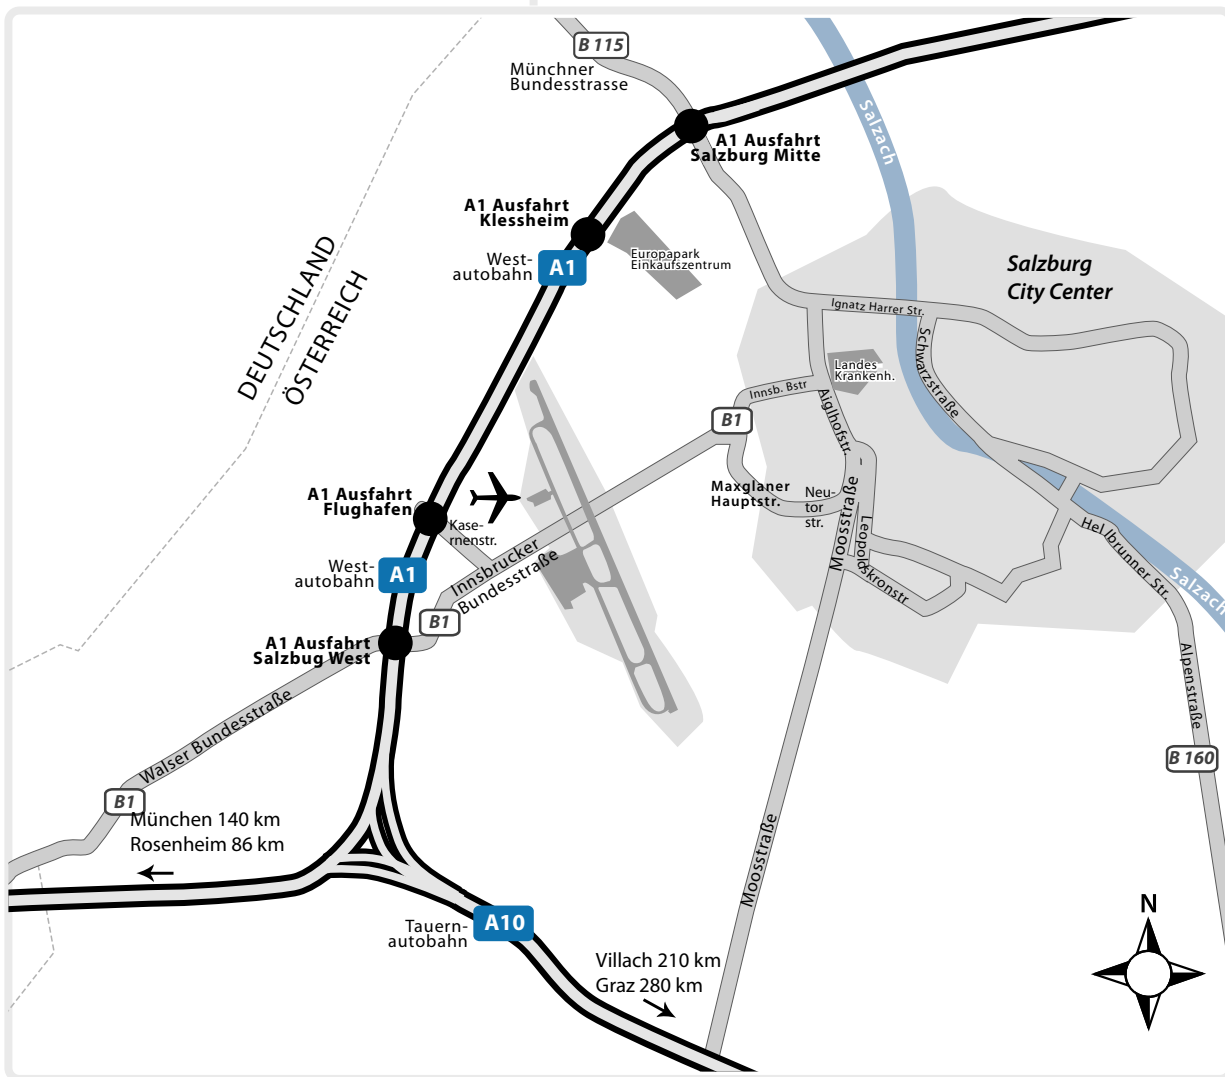 B 115
Münchner
Bundesstrasse
Salzach
A1 Ausfahrt
Salzburg Mitte
A1 Ausfahrt
Klessheim
West-
autobahn
A1
Europapark
Einkaufszentrum
Salzburg
City Center
DEUTSCHLAND
ÖSTERREICH
Ignatz Harrer Str.
Schwarzstraße
Landes
Krankenh.
Innsb. Bstr
Aiglhofstr.
B1
Maxglaner
Hauptstr.
Neu-
tor
str.
Moosstraße
Leopoldskronstr
A1 Ausfahrt
Flughafen
Kase-
rnenstr.
Innsbrucker
Bundesstraße
Hellbrunner Str.
Salzach
West-
autobahn
A1
B1
A1 Ausfahrt
Salzbug West
Walser Bundesstraße
Alpenstraße
B 160
B1
München 140 km
Rosenheim 86 km
Moosstraße
Tauern-
autobahn
A10
Villach 210 km
Graz 280 km
N